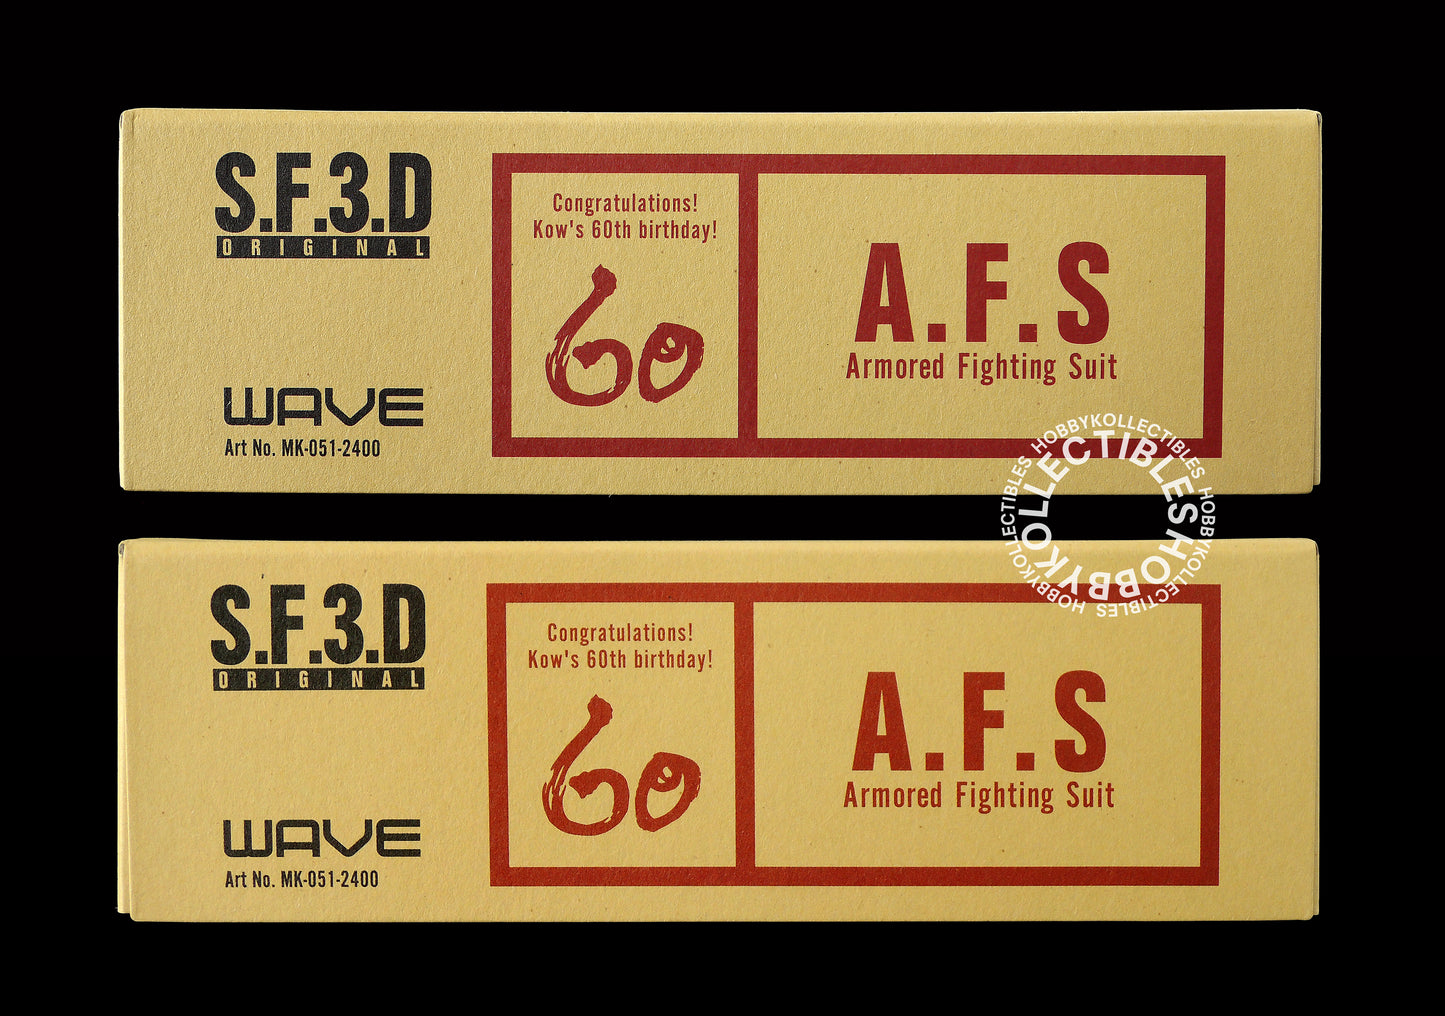 S.F.3.D
ORIGINAL
WAVE
Art No. MK-051-2400
Congratulations!
Kow's 60th birthday!
60
A.F.S
Armored Fighting Suit
HOBBYKOLLECTIBLES HOBBYKOLLECTIBLES HOBBYKOLLECTIBLES
HOBBYKOLLECTIBLES
S.F.3.D
ORIGINAL
WAVE
Art No. MK-051-2400
Congratulations!
Kow's 60th birthday!
60
A.F.S
Armored Fighting Suit